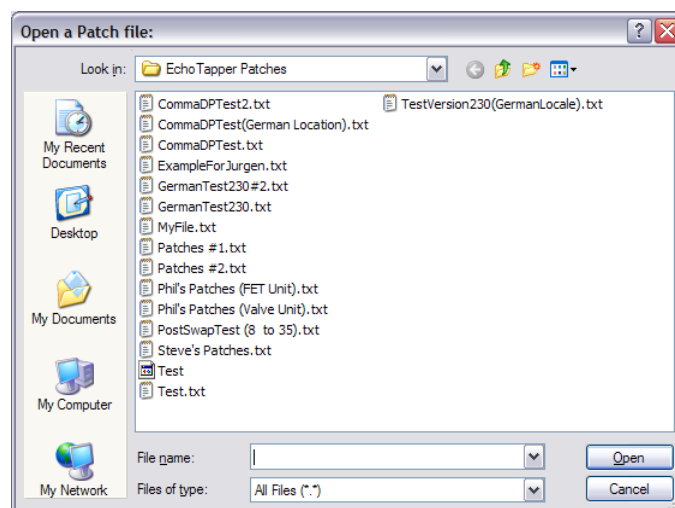 Open a Patch file:
Look in: EchoTapper Patches
My Recent
Documents
Desktop
My Documents
My Computer
My Network
CommaDPTest2.txt
CommaDPTest(German Location).txt
CommaDPTest.txt
ExampleForJurgen.txt
GermanTest230#2.txt
GermanTest230.txt
MyFile.txt
Patches #1.txt
Patches #2.txt
Phil's Patches (FET Unit).txt
Phil's Patches (Valve Unit).txt
PostSwapTest (8 to 35).txt
Steve's Patches.txt
Test
Test.txt
TestVersion230(GermanLocale).txt
File name:
Open
Files of type: All Files (*.*)
Cancel